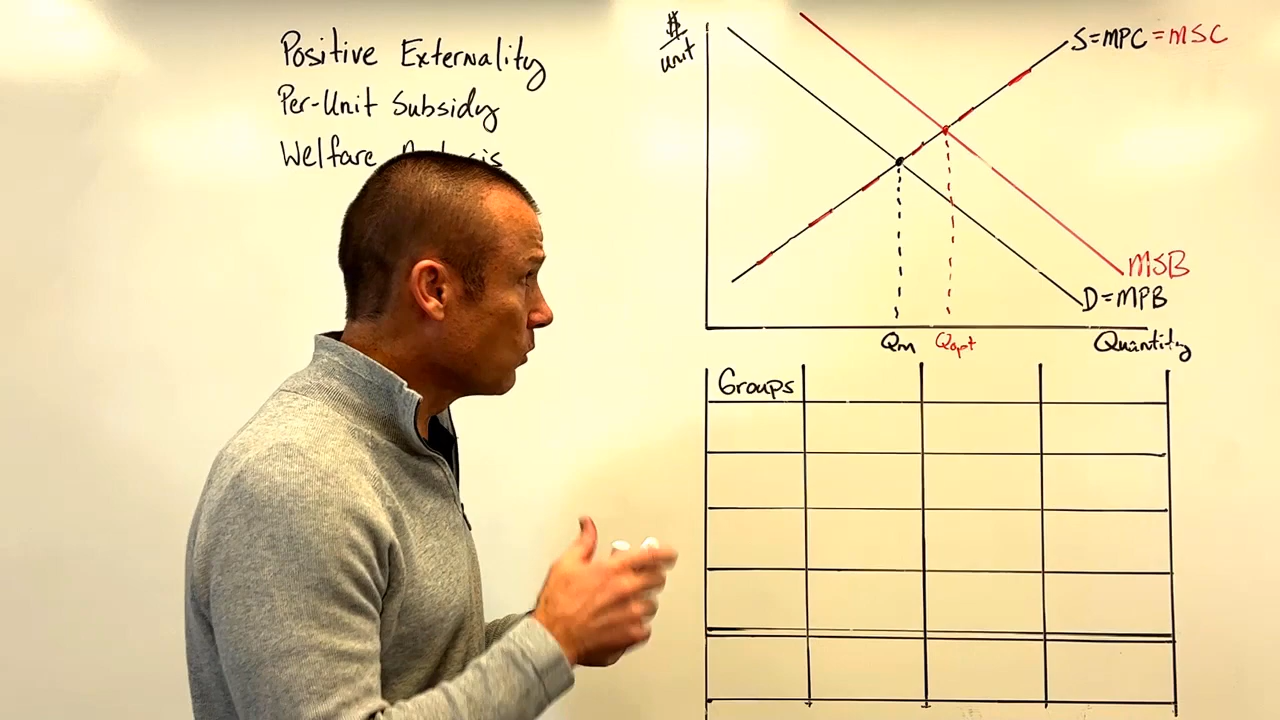 Positive Externality
Per-Unit Subsidy
Welfare
$/unit
S=MPC=MSC
MSB
D=MPB
Qm
Qopt
Quantity
Groups